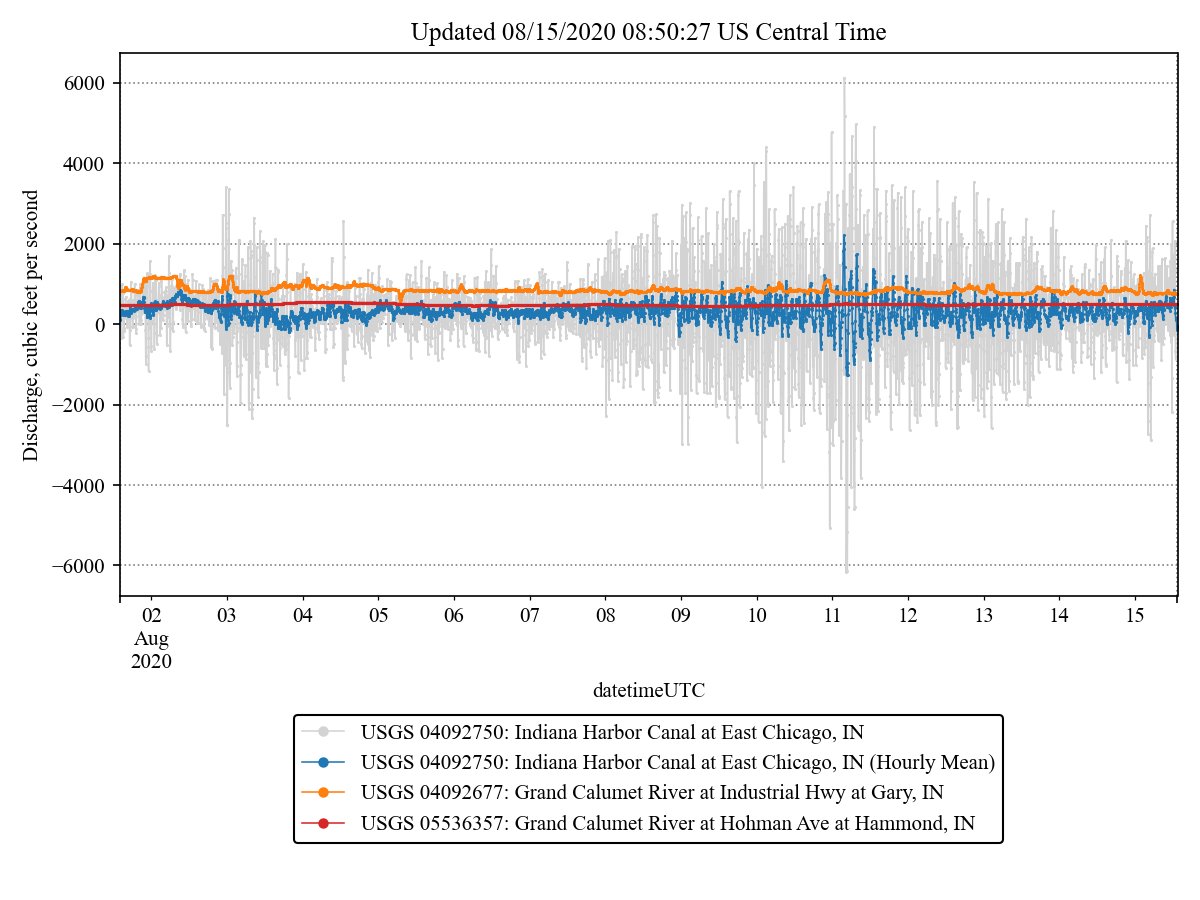 Updated 08/15/2020 08:50:27 US Central Time
Discharge, cubic feet per second
6000
4000
2000
0
−2000
−4000
−6000
02 03 04 05 06 07 08 09 10 11 12 13 14 15
Aug
2020
datetimeUTC
USGS 04092750: Indiana Harbor Canal at East Chicago, IN
USGS 04092750: Indiana Harbor Canal at East Chicago, IN (Hourly Mean)
USGS 04092677: Grand Calumet River at Industrial Hwy at Gary, IN
USGS 05536357: Grand Calumet River at Hohman Ave at Hammond, IN